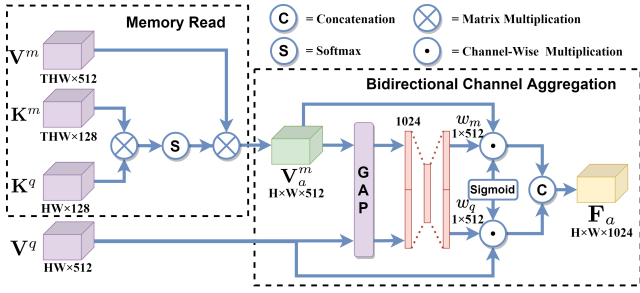 Memory Read
V^m
THW×512
K^m
THW×128
K^q
HW×128
V^q
HW×512
S
C = Concatenation
= Matrix Multiplication
S = Softmax
= Channel-Wise Multiplication
Bidirectional Channel Aggregation
V_a^m
H×W×512
GAP
1024
w_m
1×512
Sigmoid
w_q
1×512
C
F_a
H×W×1024